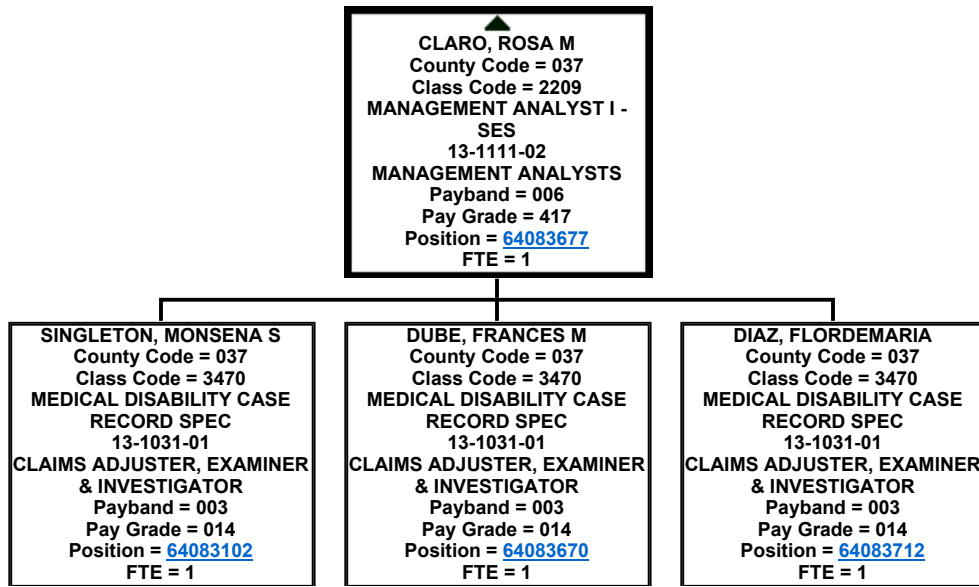 CLARO, ROSA M
County Code = 037
Class Code = 2209
MANAGEMENT ANALYST I -
SES
13-1111-02
MANAGEMENT ANALYSTS
Payband = 006
Pay Grade = 417
Position = 64083677
FTE = 1
SINGLETON, MONSENA S
County Code = 037
Class Code = 3470
MEDICAL DISABILITY CASE
RECORD SPEC
13-1031-01
CLAIMS ADJUSTER, EXAMINER
& INVESTIGATOR
Payband = 003
Pay Grade = 014
Position = 64083102
FTE = 1
DUBE, FRANCES M
County Code = 037
Class Code = 3470
MEDICAL DISABILITY CASE
RECORD SPEC
13-1031-01
CLAIMS ADJUSTER, EXAMINER
& INVESTIGATOR
Payband = 003
Pay Grade = 014
Position = 64083670
FTE = 1
DIAZ, FLORDEMARIA
County Code = 037
Class Code = 3470
MEDICAL DISABILITY CASE
RECORD SPEC
13-1031-01
CLAIMS ADJUSTER, EXAMINER
& INVESTIGATOR
Payband = 003
Pay Grade = 014
Position = 64083712
FTE = 1